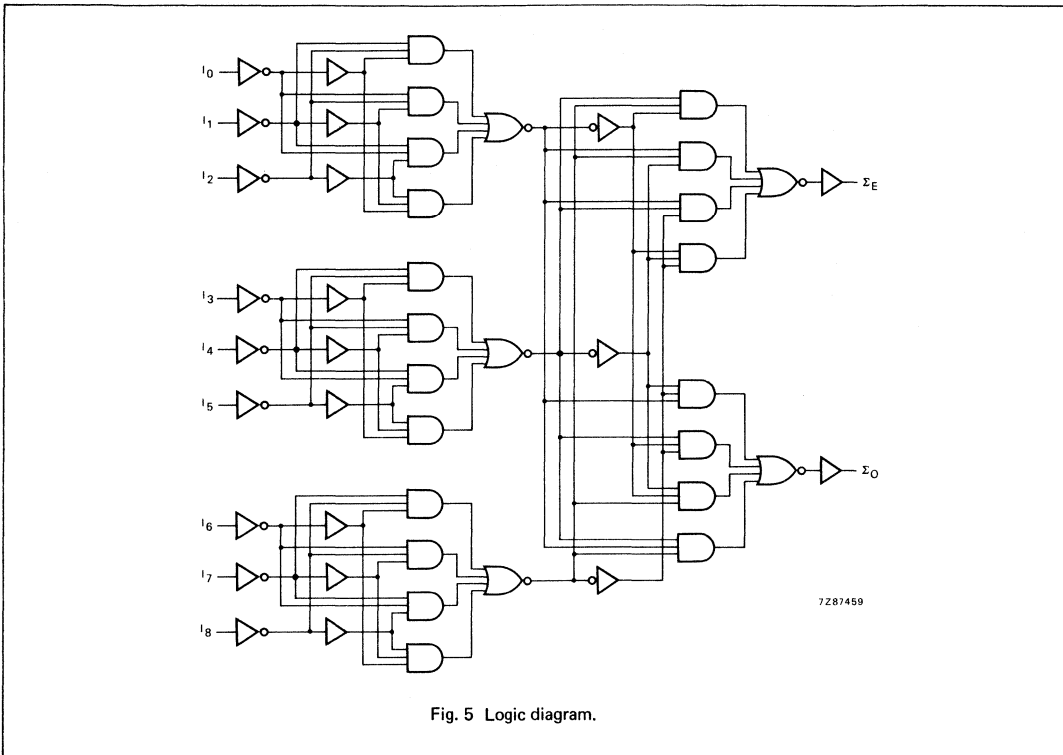 I0
I1
I2
ΣE
I3
I4
I5
ΣO
I6
I7
I8
7Z87459
Fig. 5 Logic diagram.